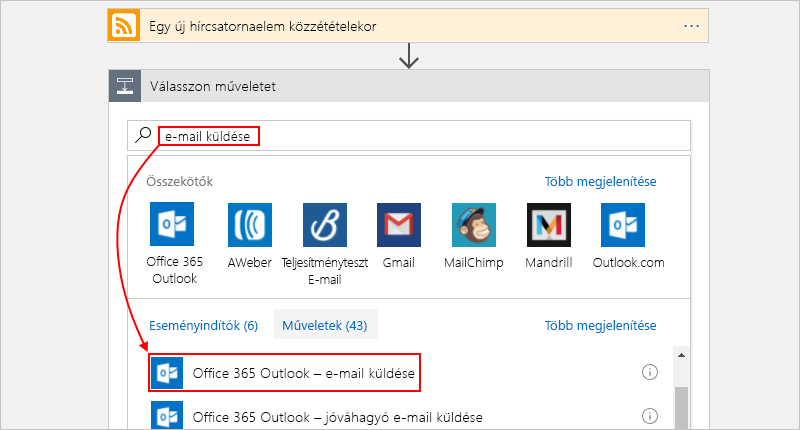 Egy új hírcsatornaelem közzétételekor
Válasszon műveletet
e-mail küldése
Összekötők
Több megjelenítése
Office 365 Outlook
AWeber
Teljesítményteszt E-mail
Gmail
MailChimp
Mandrill
Outlook.com
Eseményindítók (6)
Műveletek (43)
Több megjelenítése
Office 365 Outlook – e-mail küldése
Office 365 Outlook – jóváhagyó e-mail küldése